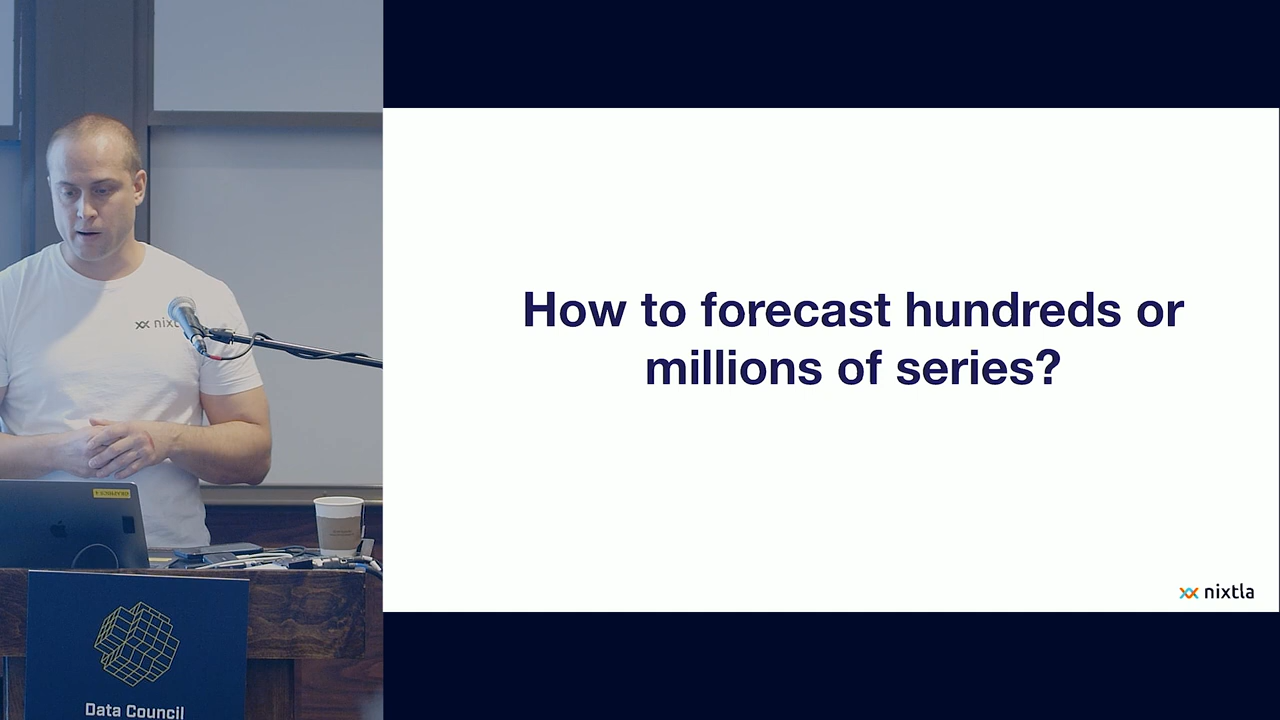 How to forecast hundreds or
millions of series?
nixtla
nixt
Data Council